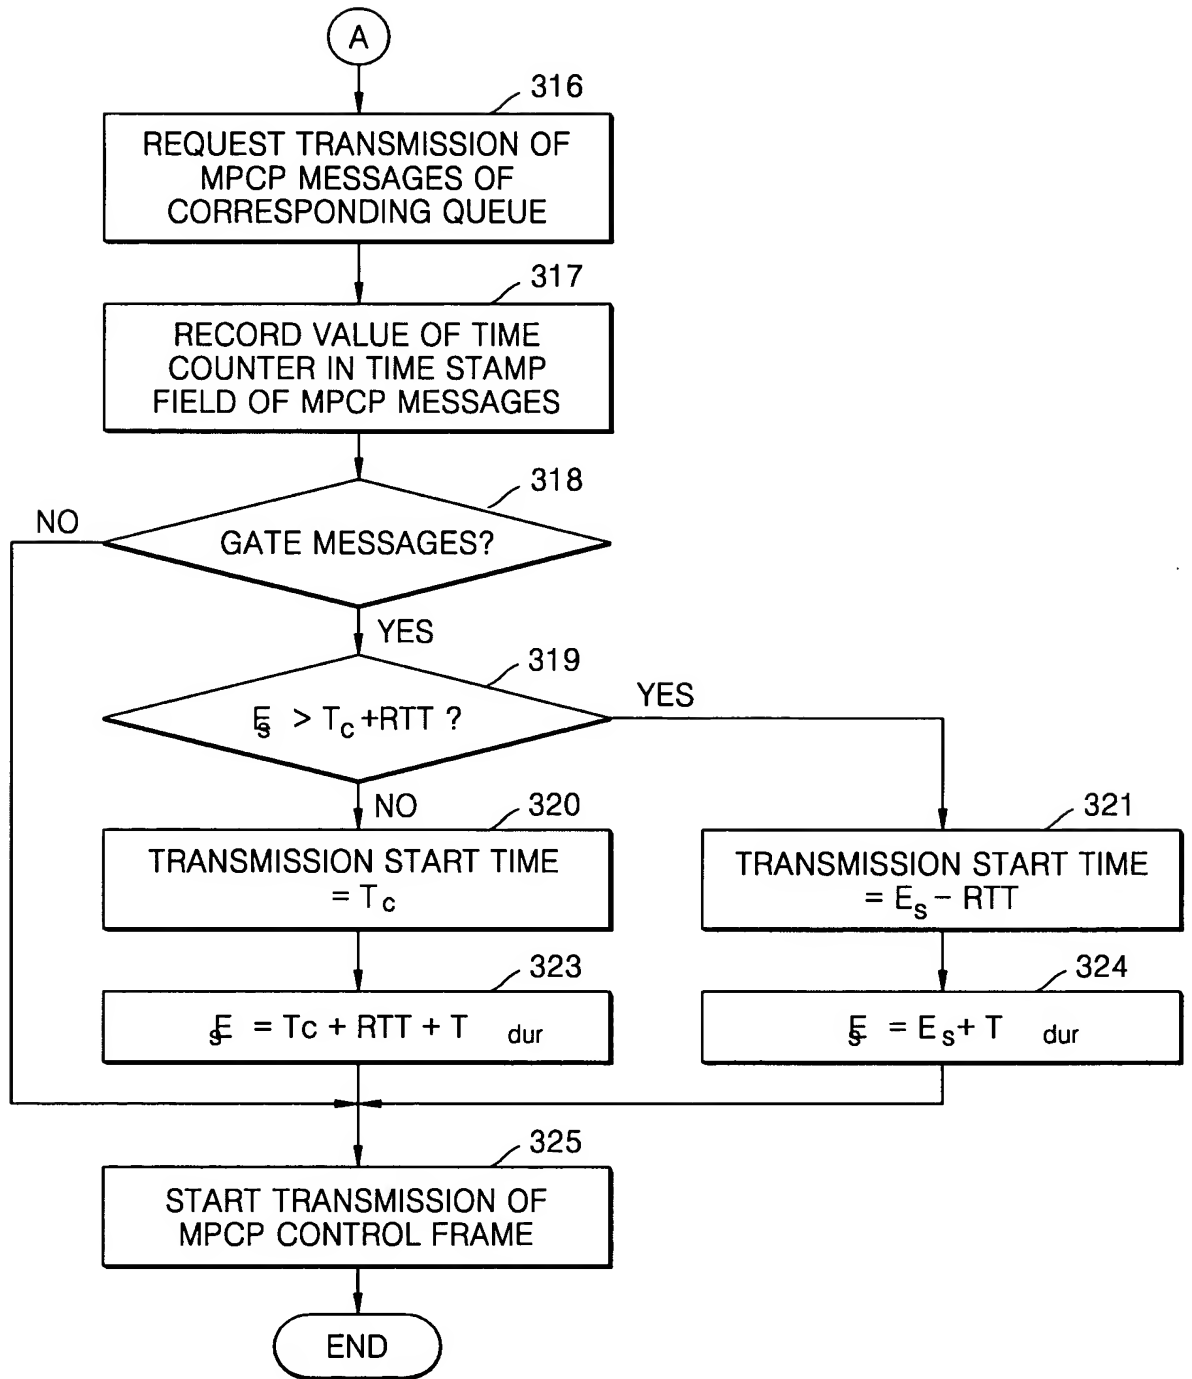 A
316
REQUEST TRANSMISSION OF
MPCP MESSAGES OF
CORRESPONDING QUEUE
317
RECORD VALUE OF TIME
COUNTER IN TIME STAMP
FIELD OF MPCP MESSAGES
318
NO
GATE MESSAGES?
YES
319
YES
Es > Tc+RTT ?
NO
320
TRANSMISSION START TIME
= Tc
321
TRANSMISSION START TIME
= Es – RTT
323
Es = Tc + RTT + T dur
324
Es = Es + T dur
325
START TRANSMISSION OF
MPCP CONTROL FRAME
END